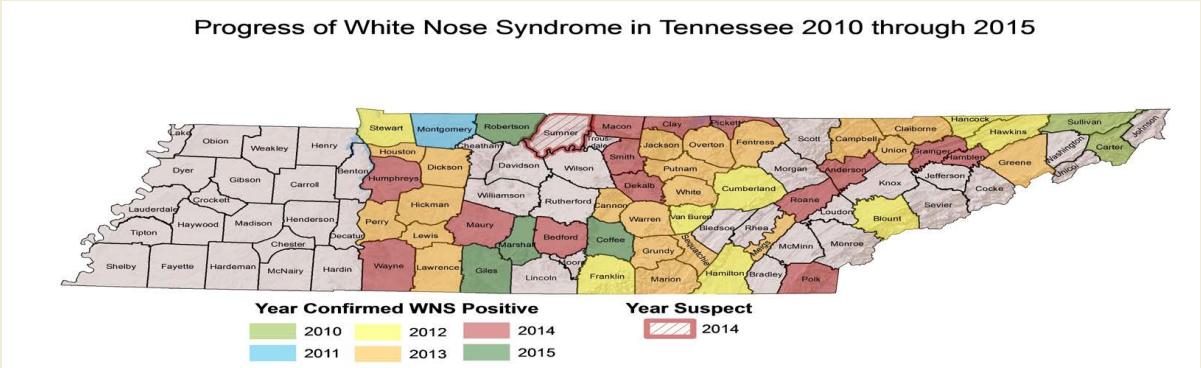 Progress of White Nose Syndrome in Tennessee 2010 through 2015
Lake
Obion
Weakley
Henry
Stewart
Montgomery
Robertson
Sumner
Macon
Clay
Pickett
Scott
Campbell
Claiborne
Hancock
Hawkins
Sullivan
Johnson
Cheatham
Trous-
dale
Jackson
Overton
Fentress
Union
Grainger
Hamblen
Greene
Washington
Carter
Unicoi
Dyer
Gibson
Carroll
Benton
Houston
Humphreys
Dickson
Davidson
Wilson
Smith
Putnam
Morgan
Anderson
Knox
Jefferson
Cocke
Crockett
Lauderdale
Haywood
Madison
Henderson
Decatur
Perry
Hickman
Williamson
Rutherford
Cannon
Dekalb
White
Cumberland
Roane
Loudon
Blount
Sevier
Tipton
Chester
Lewis
Maury
Marshal
Bedford
Coffee
Warren
Van Buren
Bledsoe
Rhea
Meigs
McMinn
Monroe
Shelby
Fayette
Hardeman
McNairy
Hardin
Wayne
Lawrence
Giles
Lincoln
Moore
Franklin
Grundy
Sequatchie
Marion
Hamilton
Bradley
Polk
Year Confirmed WNS Positive
2010
2012
2014
2011
2013
2015
Year Suspect
2014